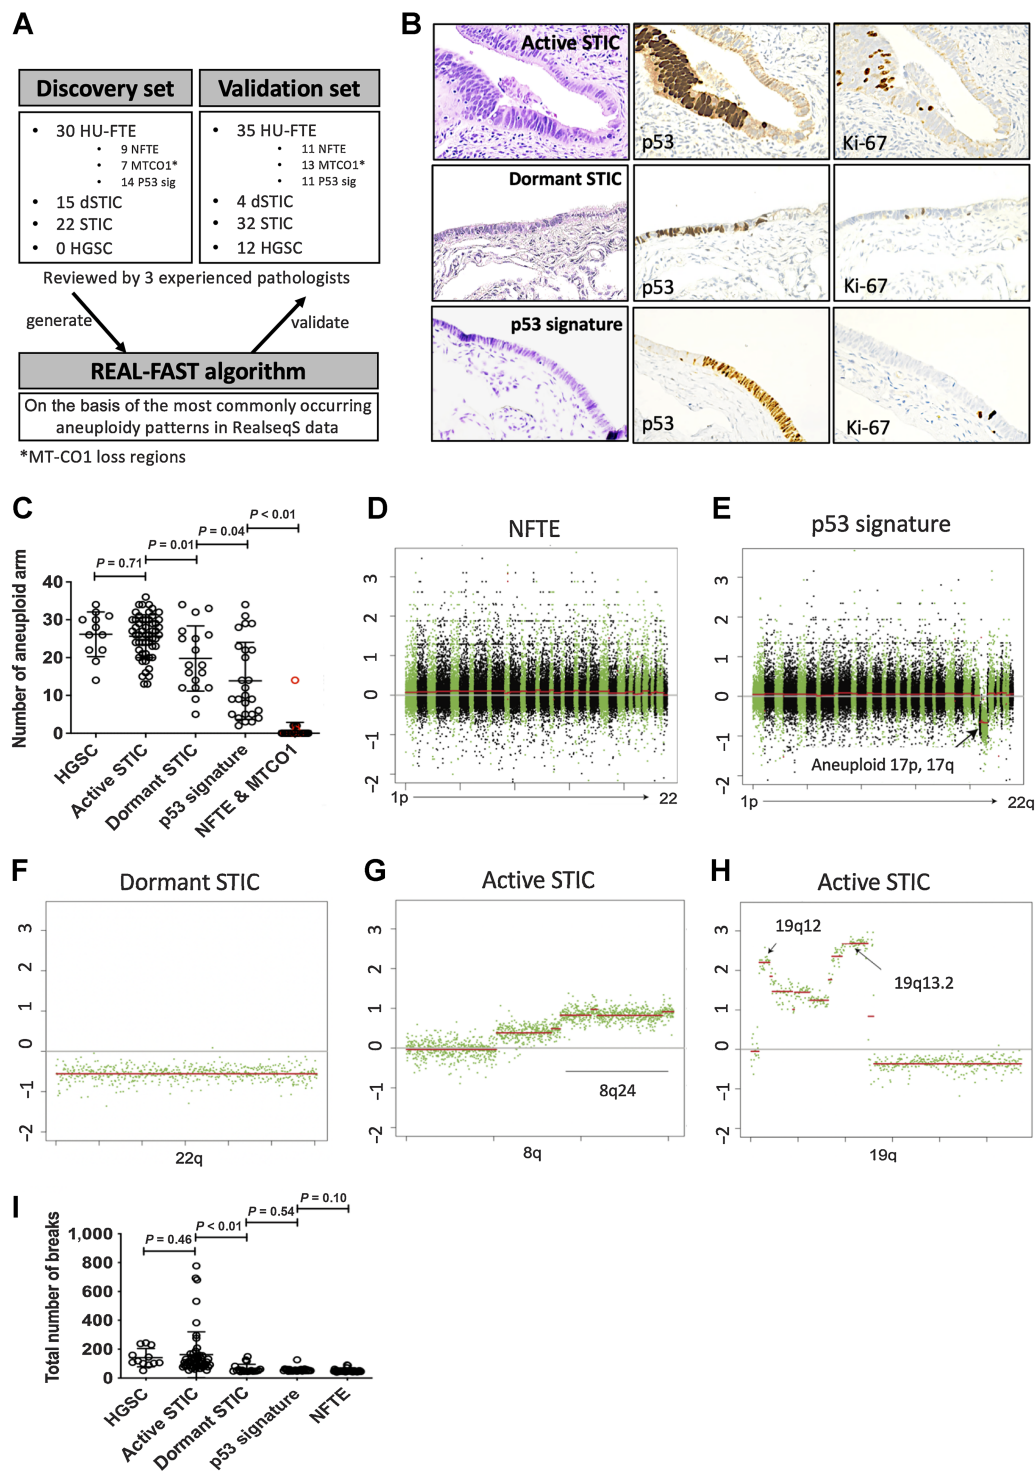 A
Discovery set
Validation set
• 30 HU-FTE
• 9 NFTE
• 7 MTCO1*
• 14 P53 sig
• 15 dSTIC
• 22 STIC
• 0 HGSC
• 35 HU-FTE
• 11 NFTE
• 13 MTCO1*
• 11 P53 sig
• 4 dSTIC
• 32 STIC
• 12 HGSC
Reviewed by 3 experienced pathologists
generate
validate
REAL-FAST algorithm
On the basis of the most commonly occurring
aneuploidy patterns in RealseqS data
*MT-CO1 loss regions
B
Active STIC
p53
Ki-67
Dormant STIC
p53
Ki-67
p53 signature
p53
Ki-67
C
P < 0.01
P = 0.04
P = 0.01
P = 0.71
Number of aneuploid arm
40
30
20
10
0
HGSC
Active STIC
Dormant STIC
p53 signature
NFTE & MTCO1
D
NFTE
3
2
1
0
-1
-2
1p
22
E
p53 signature
3
2
1
0
-1
-2
Aneuploid 17p, 17q
1p
22q
F
Dormant STIC
3
2
1
0
-1
-2
22q
G
Active STIC
3
2
1
0
-1
-2
8q24
8q
H
Active STIC
3
2
1
0
-1
-2
19q12
19q13.2
19q
I
P = 0.10
P = 0.54
P < 0.01
P = 0.46
Total number of breaks
1,000
800
600
400
200
0
HGSC
Active STIC
Dormant STIC
p53 signature
NFTE